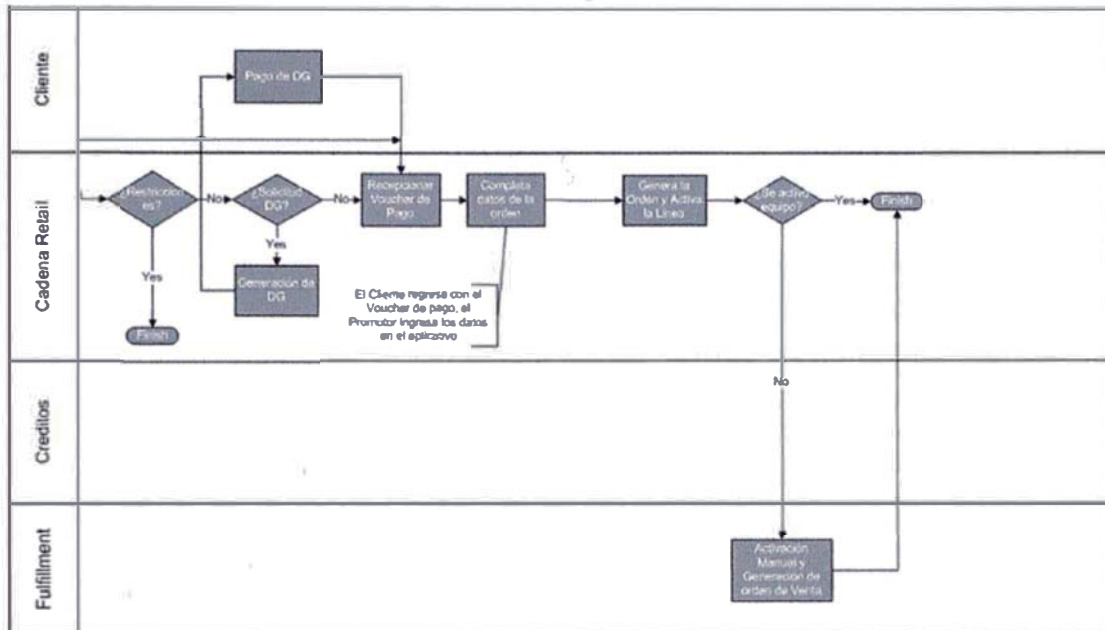 Cliente
Pago de DG
Cadena Retail
¿Restriccion
es?
No
¿Solicitud
DG?
No
Recepcionar
Voucher de
Pago
Completa
datos de la
orden
Genera la
Orden y Activa
la Linea
¿Se activo
equipo?
Yes
Finish
Yes
Yes
Generación de
DG
Finish
El Cliente regresa con el
Voucher de pago, el
Promotor ingresa los datos
en el aplicativo
Creditos
No
Fulfillment
Activación
Manual y
Generación de
orden de Venta